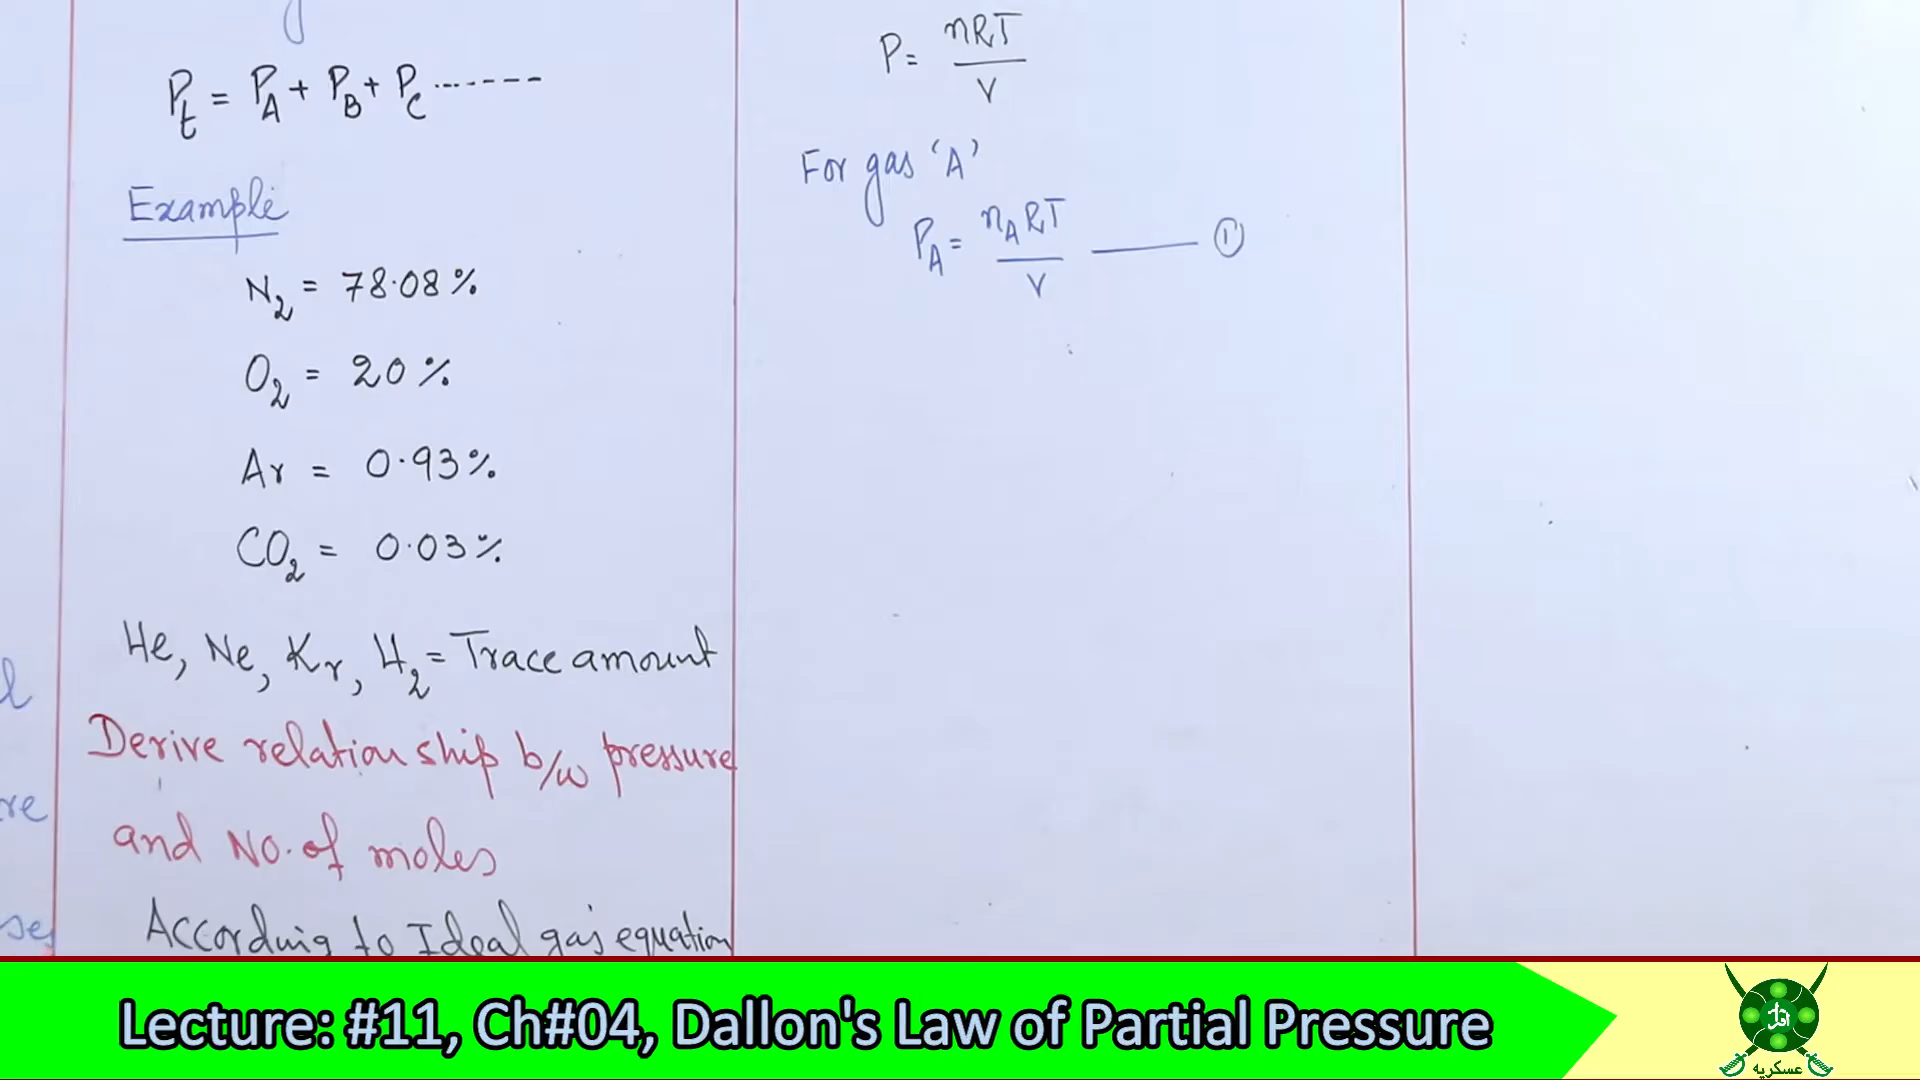 Pt = PA + PB + PC .......
Example
N2 = 78.08%
O2 = 20%
Ar = 0.93%
CO2 = 0.03%
He, Ne, Kr, H2 = Trace amount
Derive relationship b/w pressure
and NO. of moles
According to Ideal gas equation
P = nRT
V
For gas ‘A’
PA = nART
V ——— ①
re
ses
Lecture: #11, Ch#04, Dallon's Law of Partial Pressure
عسکریہ